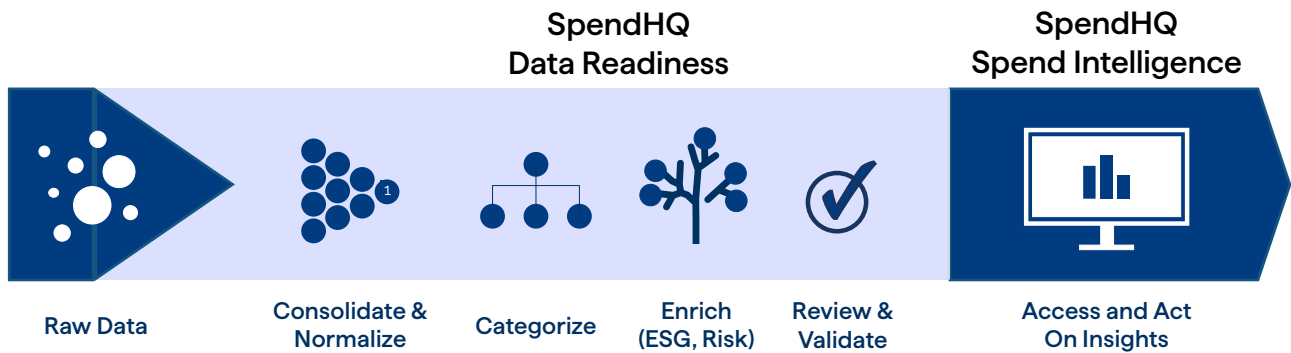 SpendHQ
Data Readiness
SpendHQ
Spend Intelligence
1
Raw Data
Consolidate &
Normalize
Categorize
Enrich
(ESG, Risk)
Review &
Validate
Access and Act
On Insights